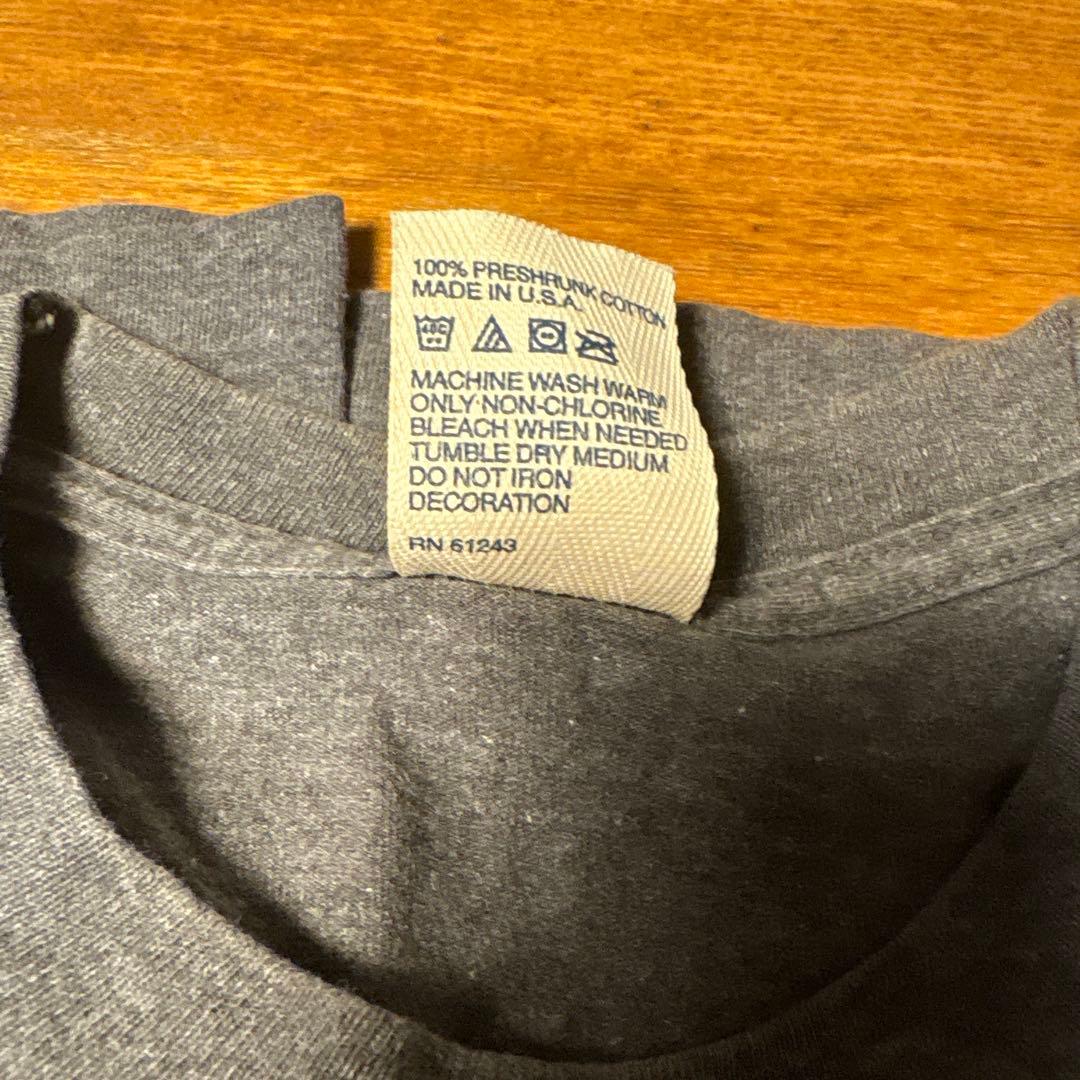 100% PRESHRUNK COTTON
MADE IN U.S.A.
40C
MACHINE WASH WARM
ONLY NON-CHLORINE
BLEACH WHEN NEEDED
TUMBLE DRY MEDIUM
DO NOT IRON
DECORATION
RN 61243